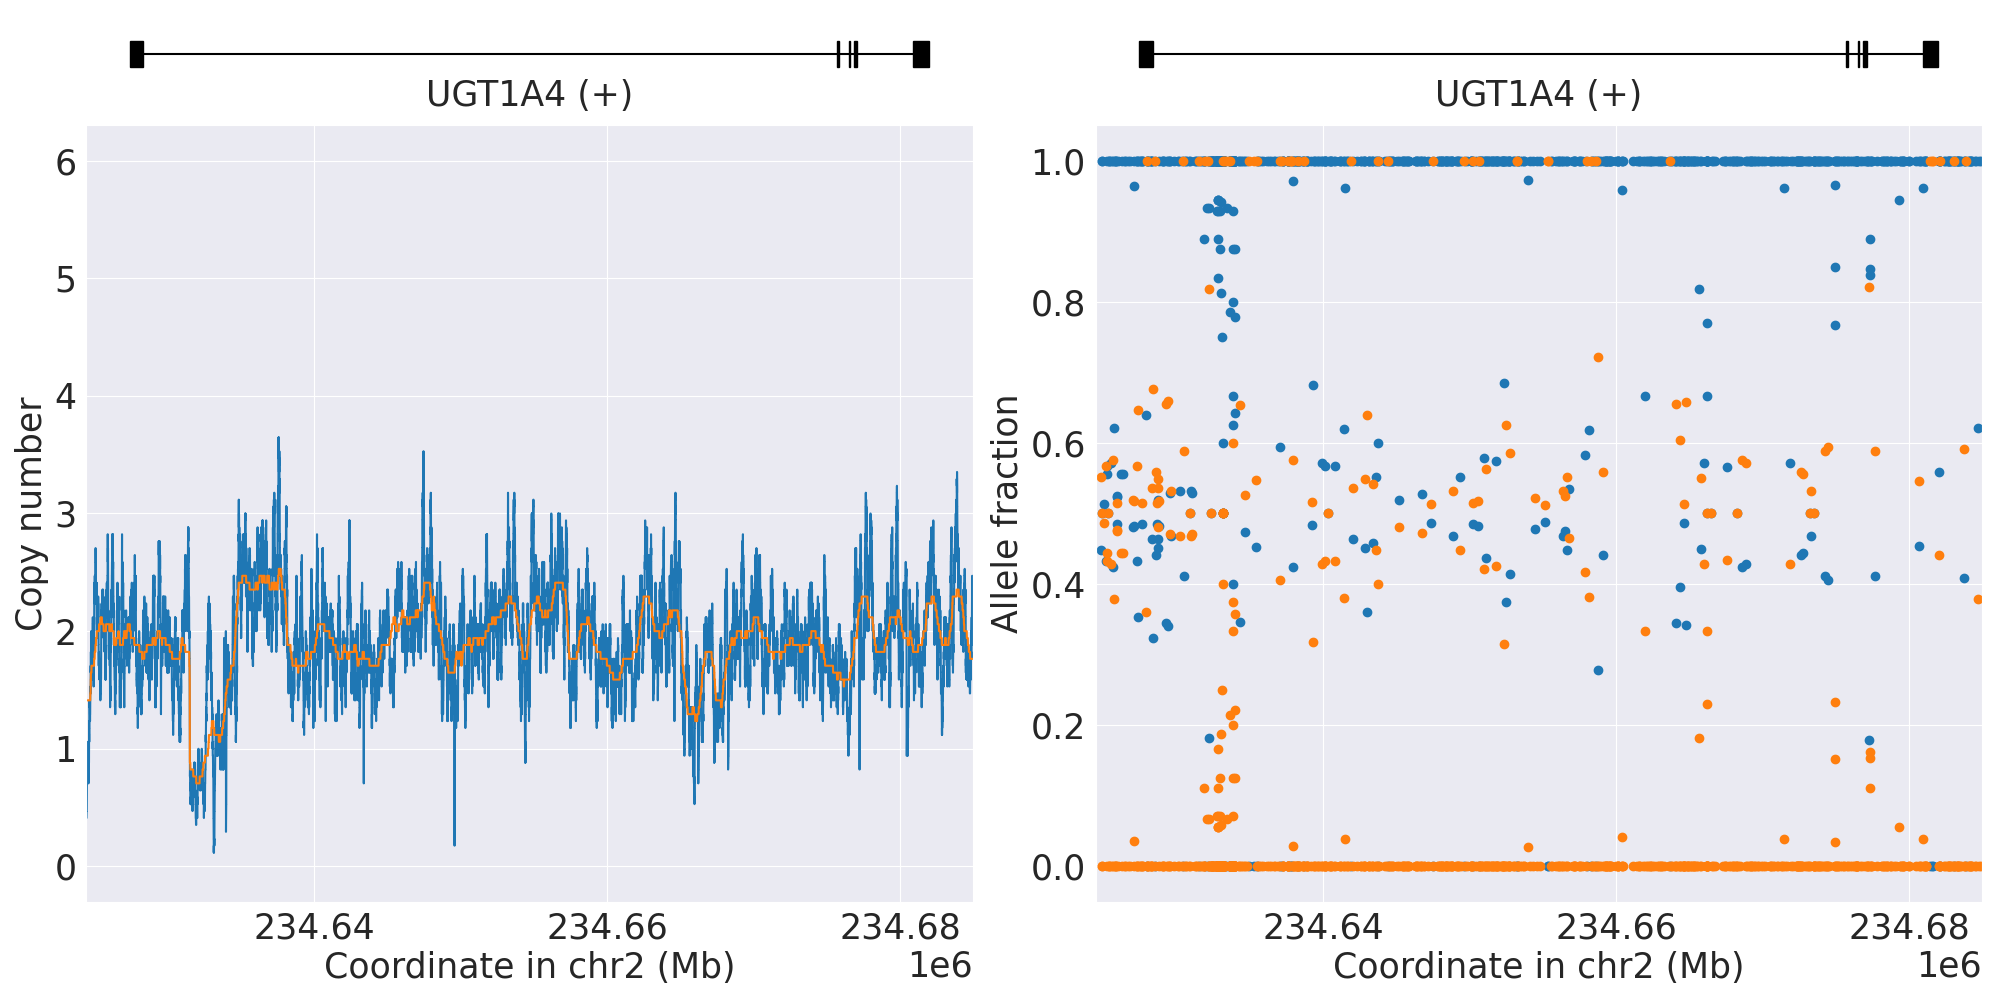 UGT1A4 (+)
6
5
4
3
2
1
0
Copy number
234.64
234.66
234.68
Coordinate in chr2 (Mb)
1e6
UGT1A4 (+)
1.0
0.8
0.6
0.4
0.2
0.0
Allele fraction
234.64
234.66
234.68
Coordinate in chr2 (Mb)
1e6